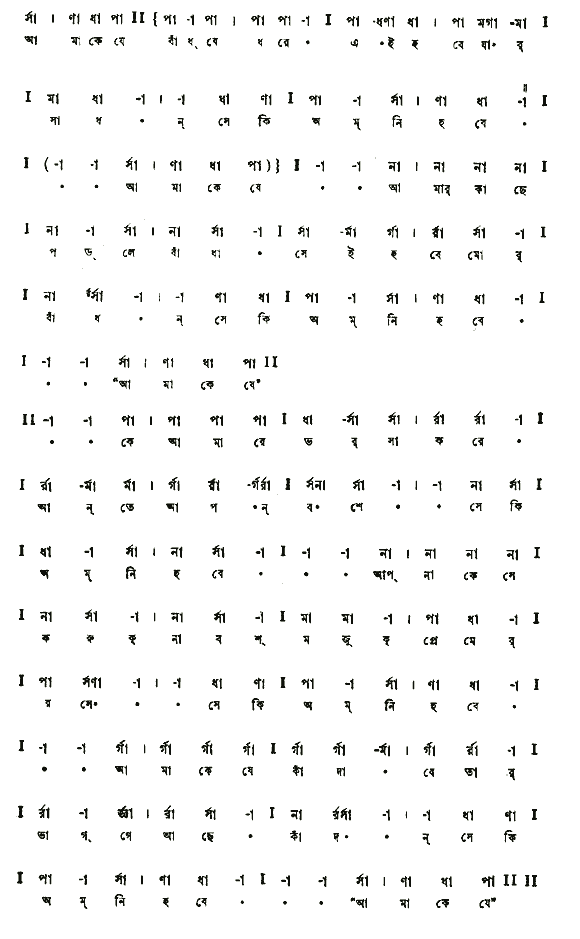 র্সা । ণা ধা পা II { পা -1 পা । পা পা -1 I পা -ধণা ধা । পা মগা -মা I
আ মা কে যে বাঁ ধ্ বে ধ রে • এ •ই হ বে যা• র্
I মা ধা -1 । -1 ধা ণা I পা -1 র্সা । ণা ধা -1 I
সা ধ • ন্ সে কি অ ম্ নি হ বে •
I (-1 -1 র্সা । ণা ধা পা)} I -1 -1 না । না না না I
• • আ মা কে যে • • আ মার্ কা ছে
I না -1 র্সা । না র্সা -1 I র্সা -র্মা র্গা । র্রা র্সা -1 I
প ড়্ লে বাঁ ধা • সে ই হ বে মো র্
I না র্সা -1 । -1 ণা ধা I পা -1 র্সা । ণা ধা -1 I
বাঁ ধ • ন্ সে কি অ ম্ নি হ বে •
I -1 -1 র্সা । ণা ধা পা II
• • "আ মা কে যে"
II -1 -1 পা । পা পা পা I ধা -র্সা র্সা । র্রা র্রা -1 I
• • কে আ মা রে ভ র্ সা ক রে •
I র্রা -র্মা র্মা । র্গা র্রা -র্গর্রা I র্সনা র্সা -1 । -1 না র্সা I
আ ন্ তে আ প •ন্ ব• শে • • সে কি
I ধা -1 র্সা । না র্সা -1 I -1 -1 না । না না না I
অ ম্ নি হ বে • • • আপ্ না কে সে
I না র্সা -1 । না র্সা -1 I মা মা -1 । পা ধা -1 I
ক রু ক্ না ব শ্ ম জু ক্ প্রে মে র্
I পা র্সণা -1 । -1 ধা ণা I পা -1 র্সা । ণা ধা -1 I
র সে• • • সে কি অ ম্ নি হ বে •
I -1 -1 র্গা । র্গা র্গা র্গা I র্গা র্গা -র্মা । র্গা র্রা -1 I
• • আ মা কে যে কাঁ দা • বে তা র্
I র্রা -1 র্জ্ঞা । র্রা র্সা -1 I না র্রর্সা -1 । -1 ধা ণা I
ভা গ্ গে আ ছে • কাঁ দ• • ন্ সে কি
I পা -1 র্সা । ণা ধা -1 I -1 -1 র্সা । ণা ধা পা II II
অ ম্ নি হ বে • • • "আ মা কে যে"